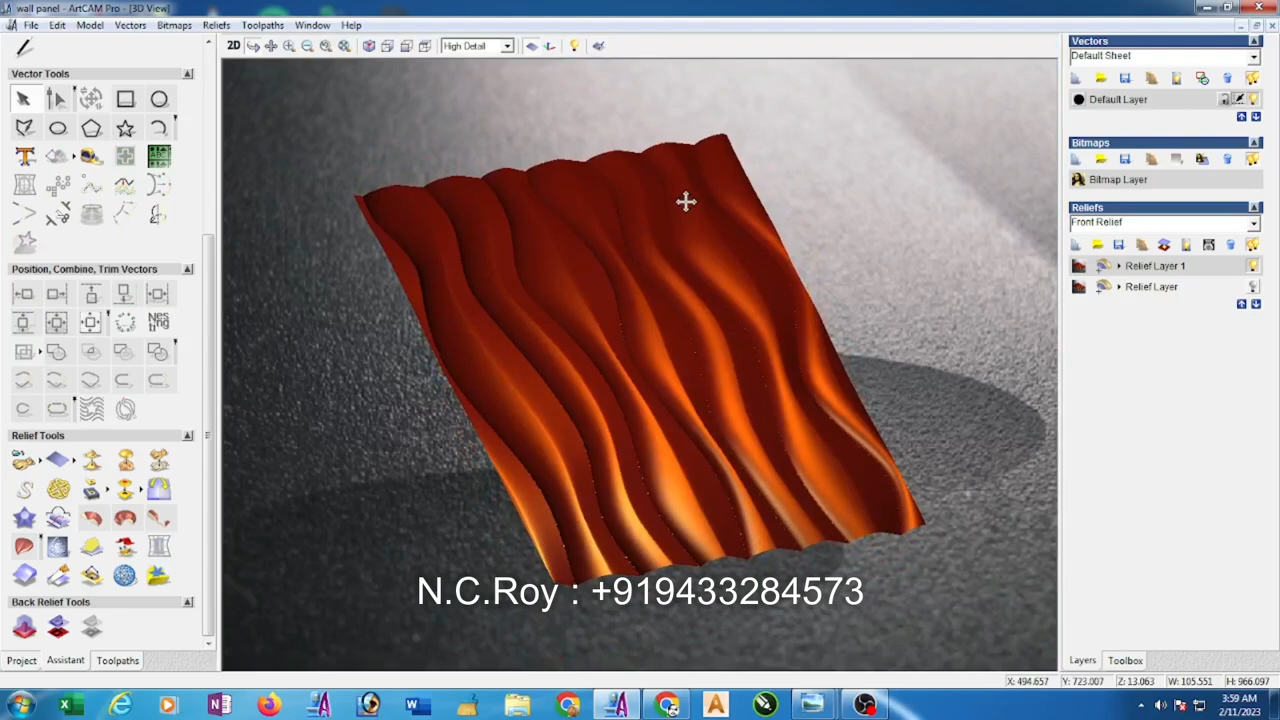 wall panel - ArtCAM Pro - [3D View]
File Edit Model Vectors Bitmaps Reliefs Toolpaths Window Help
2D High Detail
Vector Tools
Position, Combine, Trim Vectors
Relief Tools
Back Relief Tools
Project Assistant Toolpaths
Vectors
Default Sheet
Default Layer
Bitmaps
Bitmap Layer
Reliefs
Front Relief
Relief Layer 1
Relief Layer
Layers Toolbox
N.C.Roy : +919433284573
X: 494.657 Y: 723.007 Z: 13.063 W: 105.551 H: 966.097
3:59 AM
2/11/2023